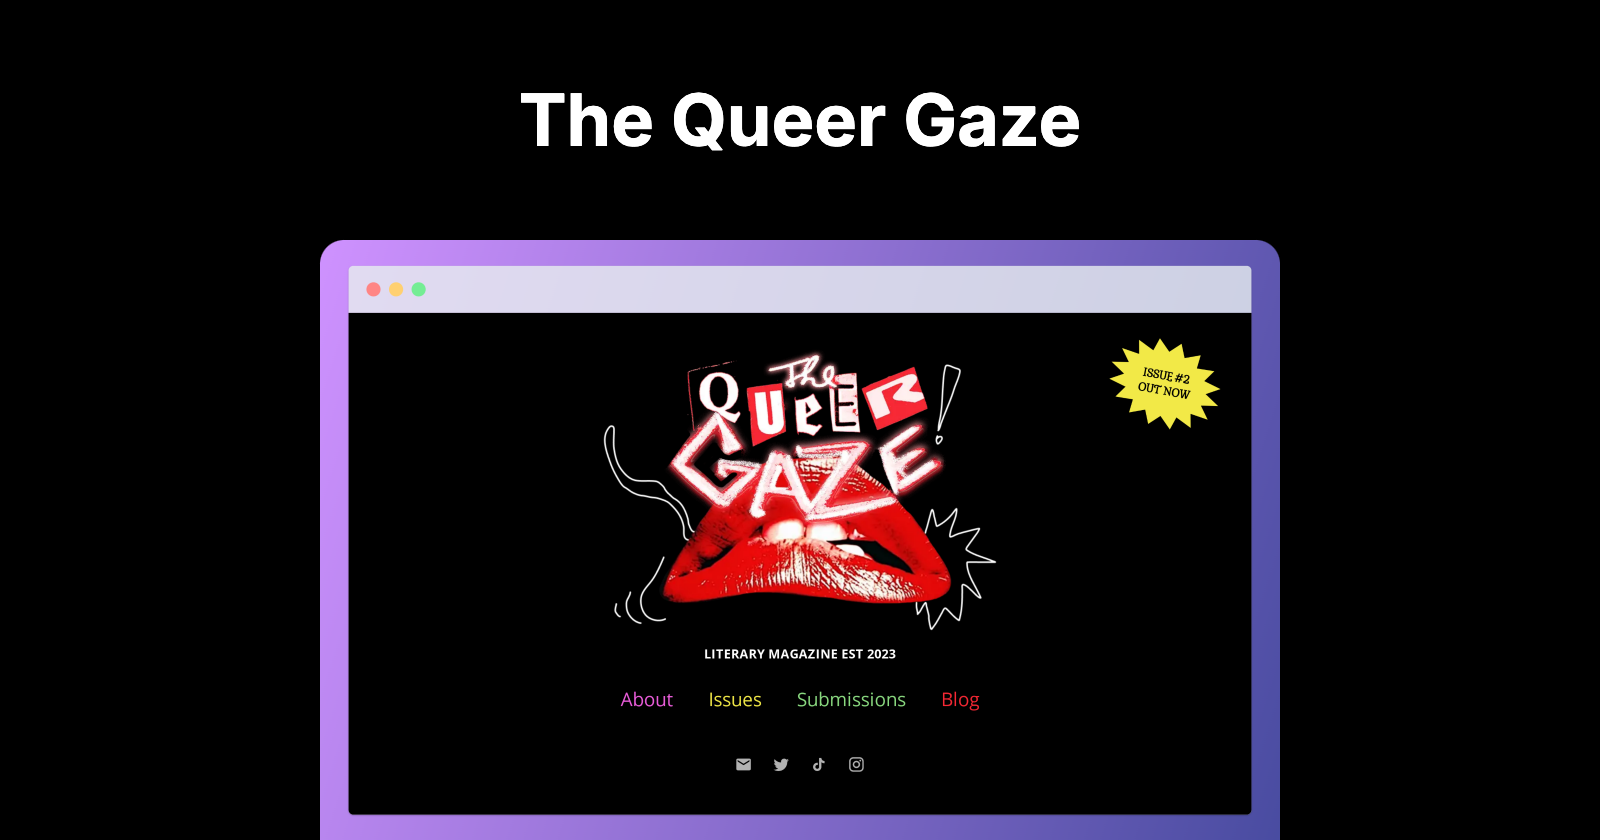 The Queer Gaze
ISSUE #2
OUT NOW
The
QUEER
GAZE!
LITERARY MAGAZINE EST 2023
About Issues Submissions Blog